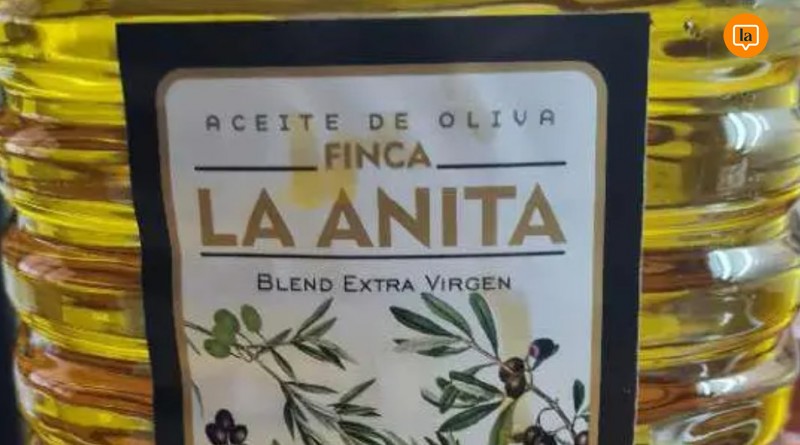 la
ACEITE DE OLIVA
FINCA
LA ANITA
BLEND EXTRA VIRGEN